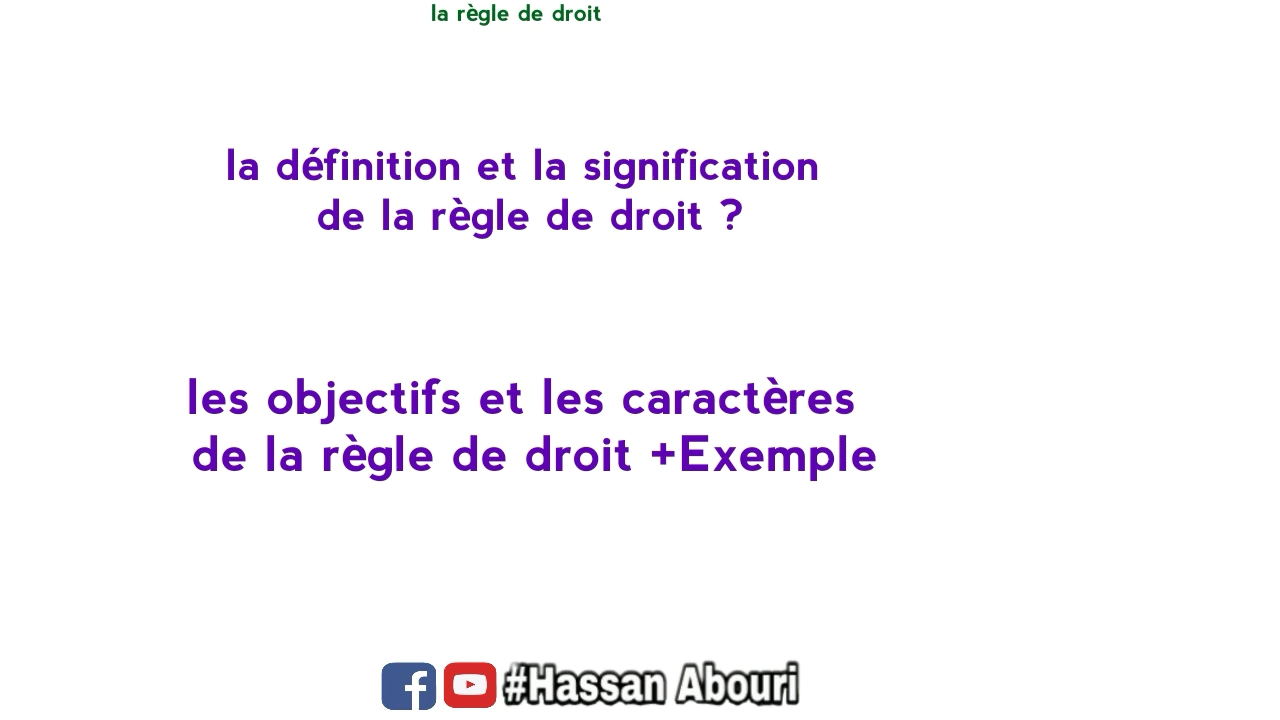 la règle de droit
la définition et la signification
de la règle de droit ?
les objectifs et les caractères
de la règle de droit +Exemple
#Hassan Abouri